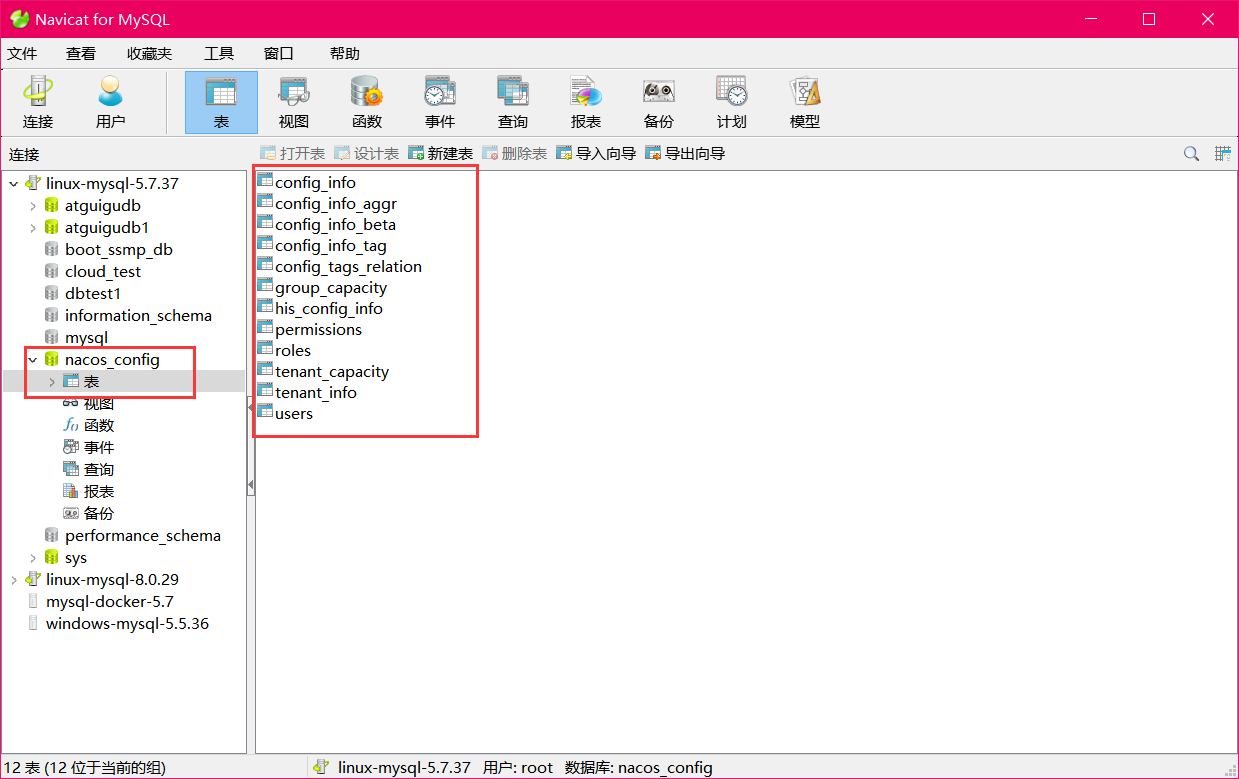 Navicat for MySQL
文件 查看 收藏夹 工具 窗口 帮助
连接 用户 表 视图 函数 事件 查询 报表 备份 计划 模型
连接
打开表 设计表 新建表 删除表 导入向导 导出向导
linux-mysql-5.7.37
atguigudb
atguigudb1
boot_ssmp_db
cloud_test
dbtest1
information_schema
mysql
nacos_config
表
视图
函数
事件
查询
报表
备份
performance_schema
sys
linux-mysql-8.0.29
mysql-docker-5.7
windows-mysql-5.5.36
config_info
config_info_aggr
config_info_beta
config_info_tag
config_tags_relation
group_capacity
his_config_info
permissions
roles
tenant_capacity
tenant_info
users
12 表 (12 位于当前的组) linux-mysql-5.7.37 用户: root 数据库: nacos_config